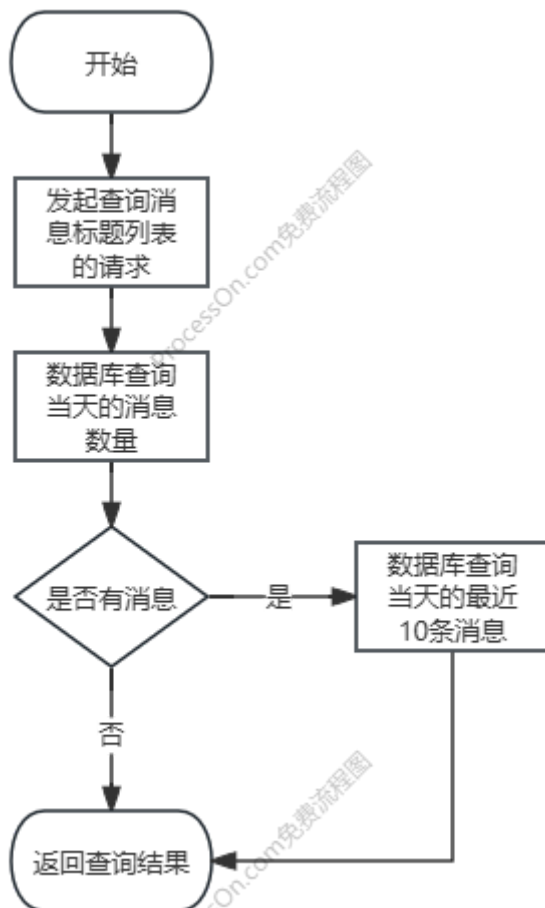 开始
发起查询消
息标题列表
的请求
ProcessOn.com免费流程图
数据库查询
当天的消息
数量
是否有消息
是
数据库查询
当天的最近
10条消息
否
返回查询结果
On.com免费流程图